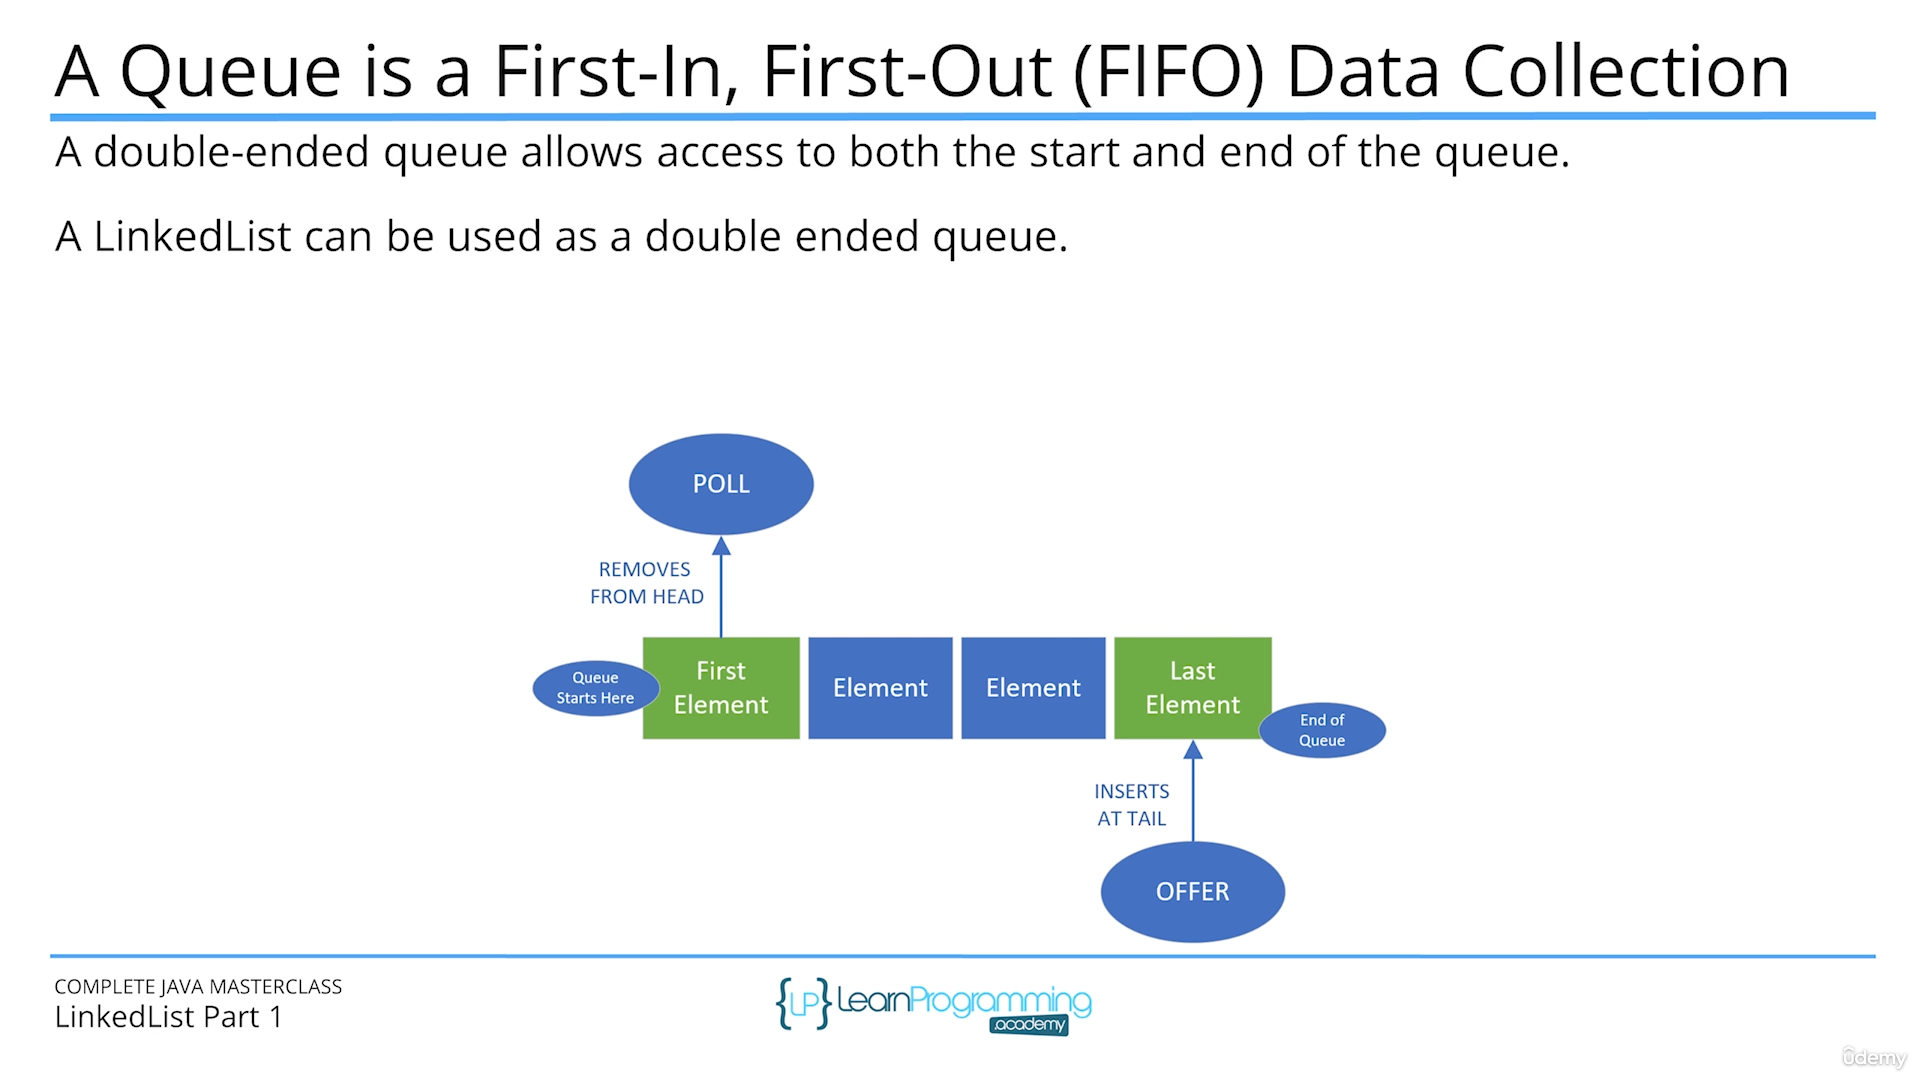 A Queue is a First-In, First-Out (FIFO) Data Collection
A double-ended queue allows access to both the start and end of the queue.
A LinkedList can be used as a double ended queue.
POLL
REMOVES
FROM HEAD
Queue
Starts Here
First
Element
Element
Element
Last
Element
End of
Queue
INSERTS
AT TAIL
OFFER
COMPLETE JAVA MASTERCLASS
LinkedList Part 1
{LP} LearnProgramming
.academy
ûdemy